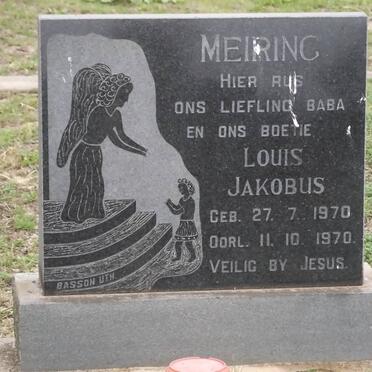 MEIRING
HIER RUS
ONS LIEFLING BABA
EN ONS BOETIE
LOUIS
JAKOBUS
GEB. 27. 7. 1970
OORL. 11. 10. 1970.
VEILIG BY JESUS.
BASSON UTH.